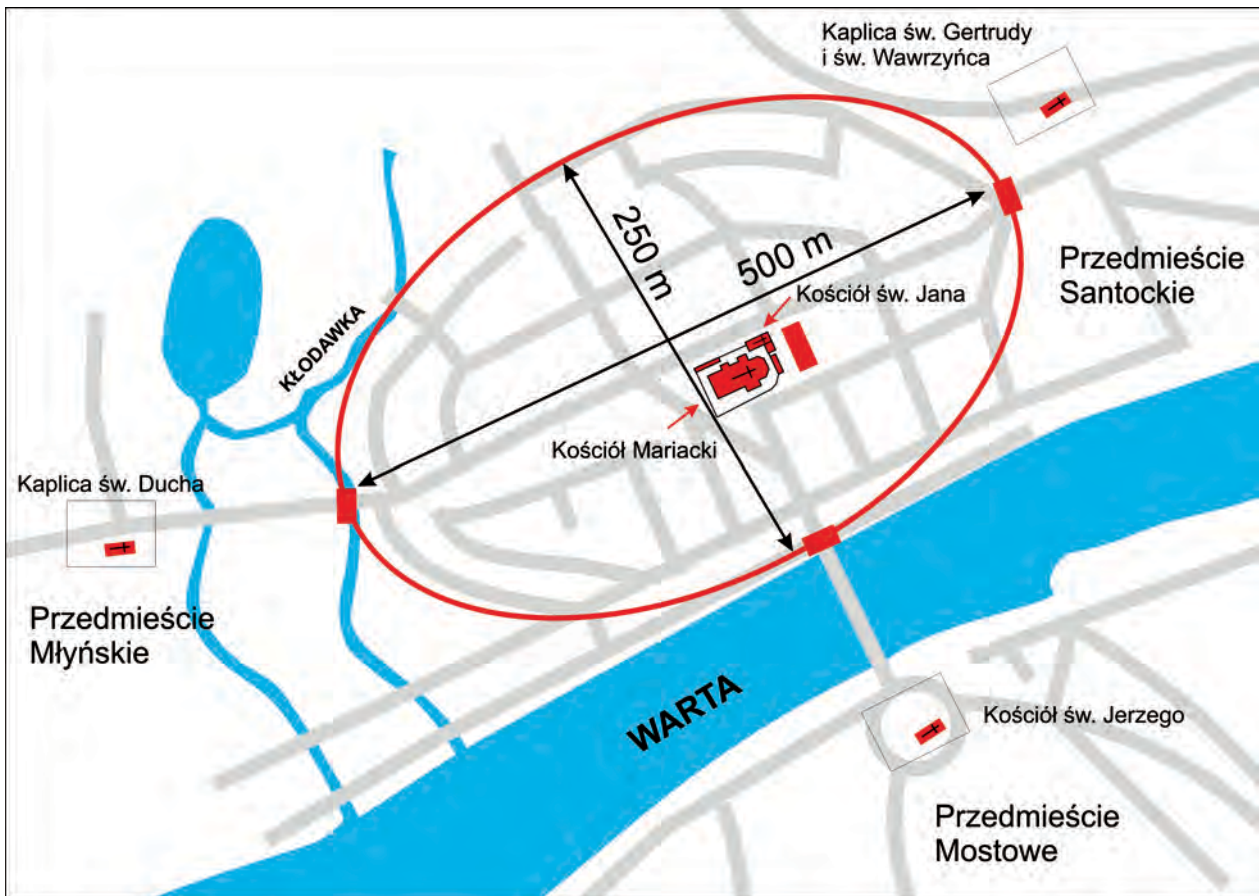 Kaplica św. Gertrudy
i św. Wawrzyńca
250 m
500 m
Przedmieście
Santockie
Kościół św. Jana
KŁODAWKA
Kościół Mariacki
Kaplica św. Ducha
Przedmieście
Młyńskie
WARTA
Kościół św. Jerzego
Przedmieście
Mostowe